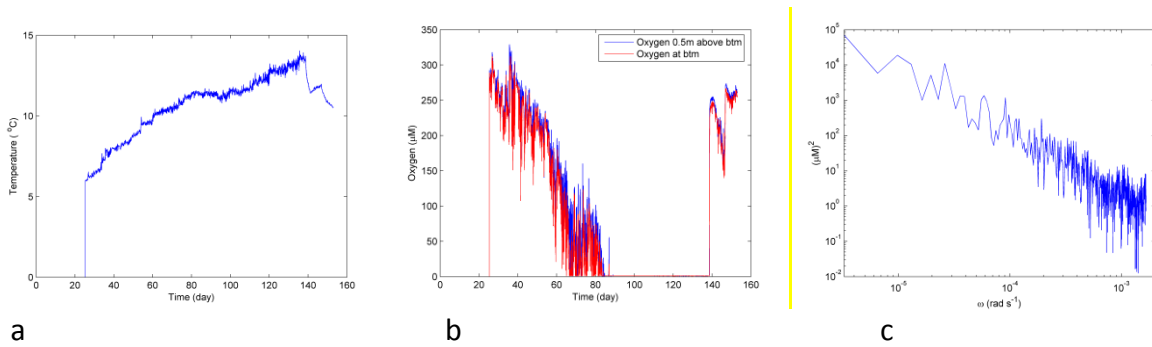 15
10
5
0
Temperature ( °C)
0 20 40 60 80 100 120 140 160
Time (day)
a
350
300
250
200
150
100
50
0
Oxygen (μM)
Oxygen 0.5m above btm
Oxygen at btm
0 20 40 60 80 100 120 140 160
Time (day)
b
10^5
10^4
10^3
10^2
10^1
10^0
10^-1
10^-2
(μM)^2
10^-5 10^-4 10^-3
ω (rad s^-1)
c